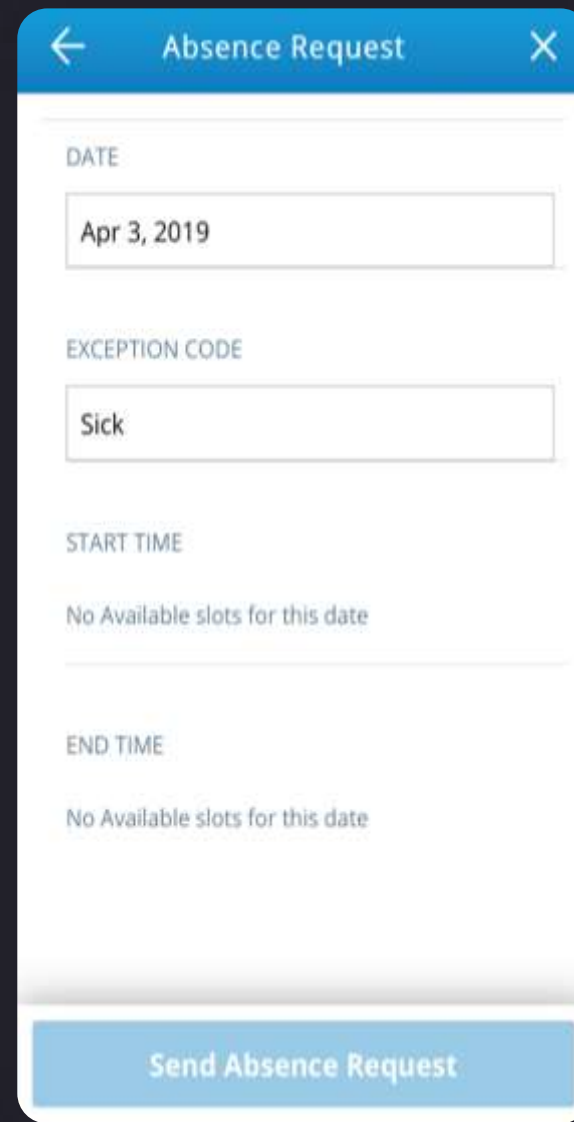 Absence Request
DATE
Apr 3, 2019
EXCEPTION CODE
Sick
START TIME
No Available slots for this date
END TIME
No Available slots for this date
Send Absence Request